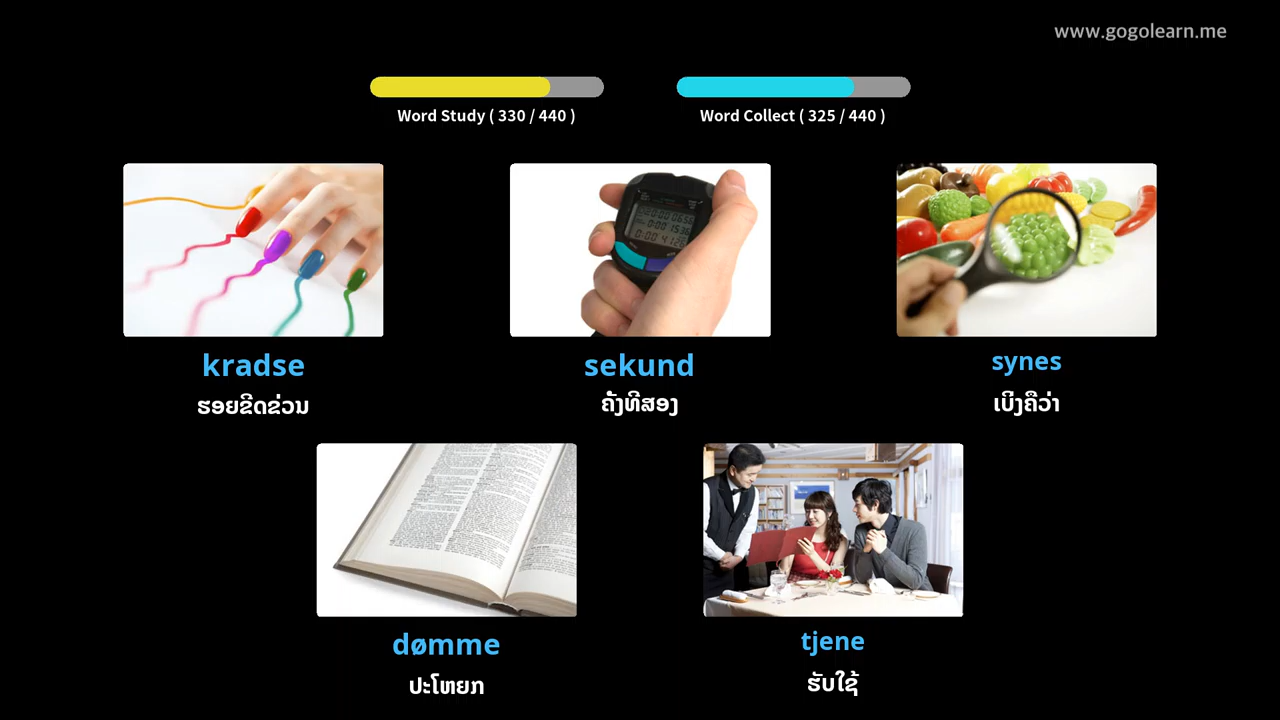 www.gogolearn.me
Word Study ( 330 / 440 )
Word Collect ( 325 / 440 )
kradse
sekund
synes
ຮອຍຂີດຂ່ວນ
ຄັ້ງທີສອງ
ເບິ່ງຄືວ່າ
dømme
tjene
ປະໂຫຍກ
ຮັບໃຊ້